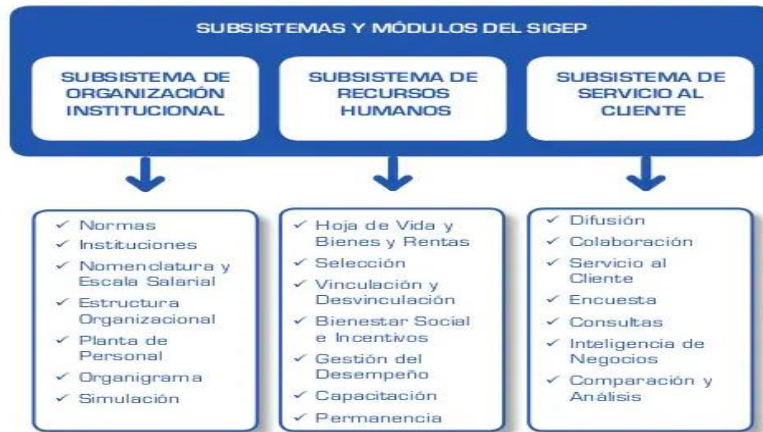 SUBSISTEMAS Y MÓDULOS DEL SIGEP
SUBSISTEMA DE
ORGANIZACIÓN
INSTITUCIONAL
SUBSISTEMA DE
RECURSOS
HUMANOS
SUBSISTEMA DE
SERVICIO AL
CLIENTE
✓ Normas
✓ Instituciones
✓ Nomenclatura y
Escala Salarial
✓ Estructura
Organizacional
✓ Planta de
Personal
✓ Organigrama
✓ Simulación
✓ Hoja de Vida y
Bienes y Rentas
✓ Selección
✓ Vinculación y
Desvinculación
✓ Bienestar Social
e Incentivos
✓ Gestión del
Desempeño
✓ Capacitación
✓ Permanencia
✓ Difusión
✓ Colaboración
✓ Servicio al
Cliente
✓ Encuesta
✓ Consultas
✓ Inteligencia de
Negocios
✓ Comparación y
Análisis